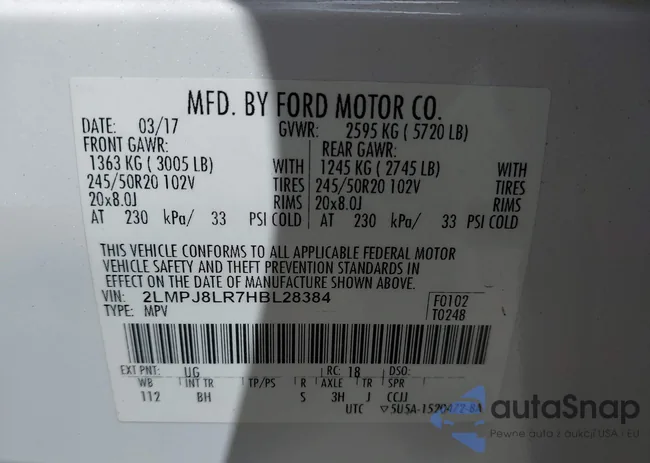 MFD. BY FORD MOTOR CO.
DATE: 03/17 GVWR: 2595 KG ( 5720 LB)
FRONT GAWR: REAR GAWR:
1363 KG ( 3005 LB) WITH 1245 KG ( 2745 LB) WITH
245/50R20 102V TIRES 245/50R20 102V TIRES
20x8.0J RIMS 20x8.0J RIMS
AT 230 kPa/ 33 PSI COLD AT 230 kPa/ 33 PSI COLD
THIS VEHICLE CONFORMS TO ALL APPLICABLE FEDERAL MOTOR
VEHICLE SAFETY AND THEFT PREVENTION STANDARDS IN
EFFECT ON THE DATE OF MANUFACTURE SHOWN ABOVE.
VIN: 2LMPJ8LR7HBL28384 F0102
TYPE: MPV T0248
EXT PNT: UG RC: 18 DSO:
WB INT TR TP/PS R AXLE TR SPR
112 BH S 3H J CCJJ
UTC ▽5U5A-1520472-8A
autoSnap
Pewne auta z aukcji USA - EU